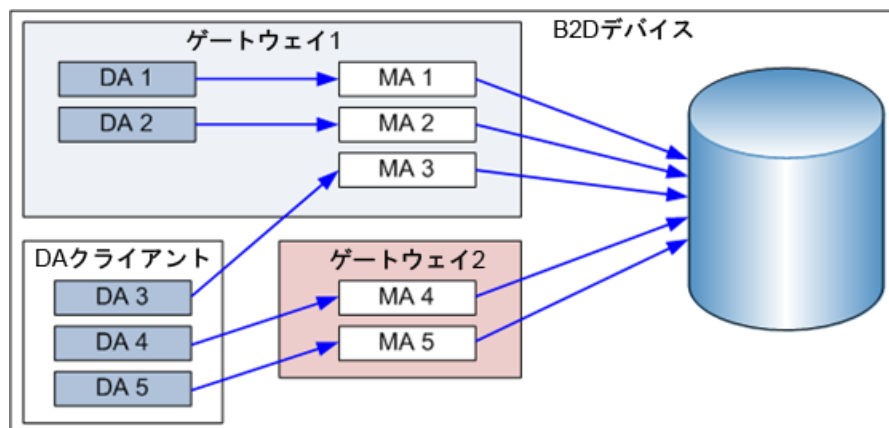 B2Dデバイス
ゲートウェイ1
DA 1
MA 1
DA 2
MA 2
MA 3
DAクライアント
ゲートウェイ2
DA 3
MA 4
DA 4
MA 5
DA 5